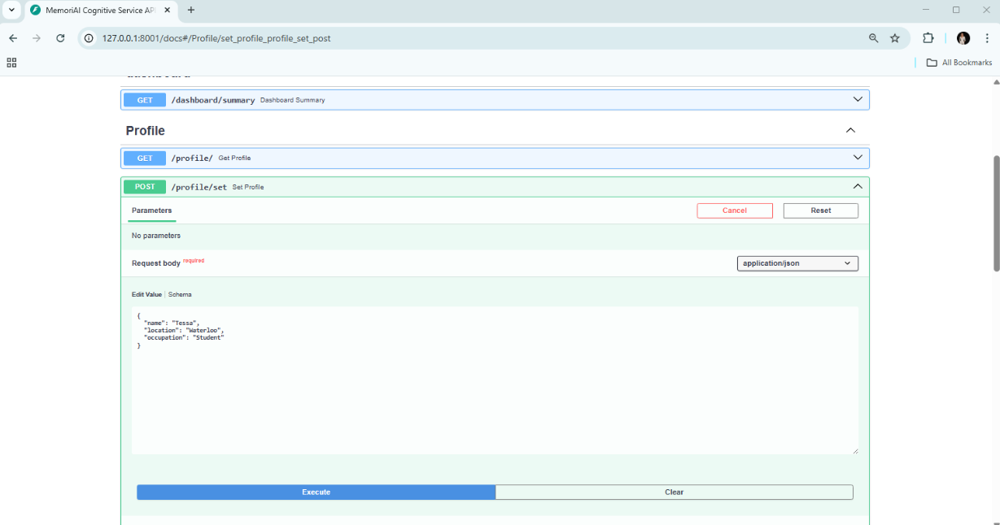 MemoriAI Cognitive Service API
127.0.0.1:8001/docs#/Profile/set_profile_profile_set_post
All Bookmarks
GET /dashboard/summary Dashboard Summary
Profile
GET /profile/ Get Profile
POST /profile/set Set Profile
Parameters
Cancel
Reset
No parameters
Request body required
application/json
Edit Value | Schema
{
"name": "Tessa",
"location": "Waterloo",
"occupation": "Student"
}
Execute
Clear